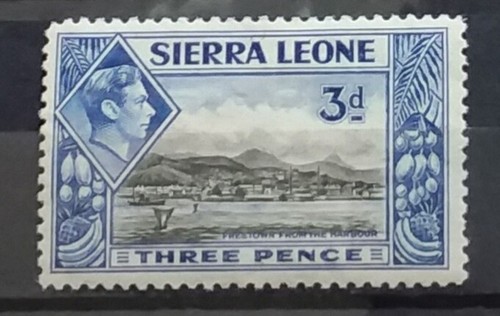 SIERRA LEONE
3d
FREETOWN FROM THE HARBOUR
THREE PENCE